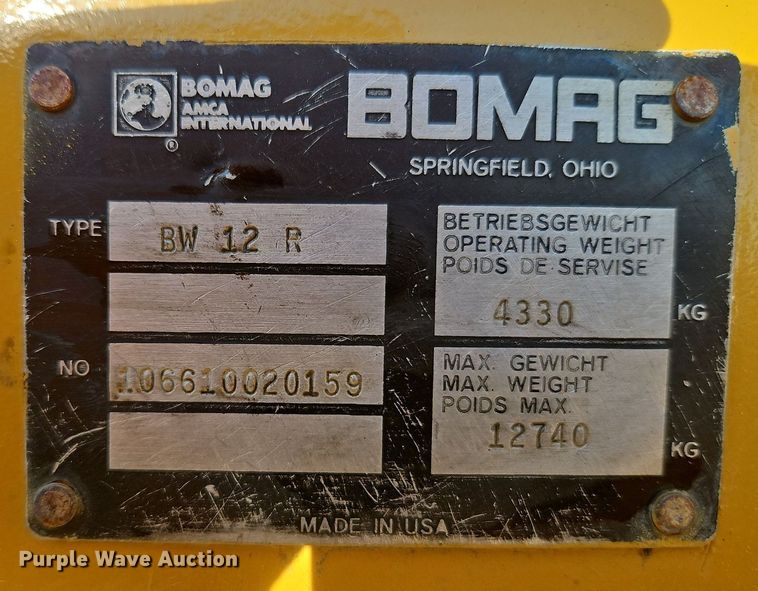 BOMAG
AMCA
INTERNATIONAL
®
BOMAG
SPRINGFIELD, OHIO
TYPE
BW 12 R
NO
106610020159
BETRIEBSGEWICHT
OPERATING WEIGHT
POIDS DE SERVISE
4330
KG
MAX. GEWICHT
MAX. WEIGHT
POIDS MAX.
12740
KG
MADE IN USA
Purple Wave Auction